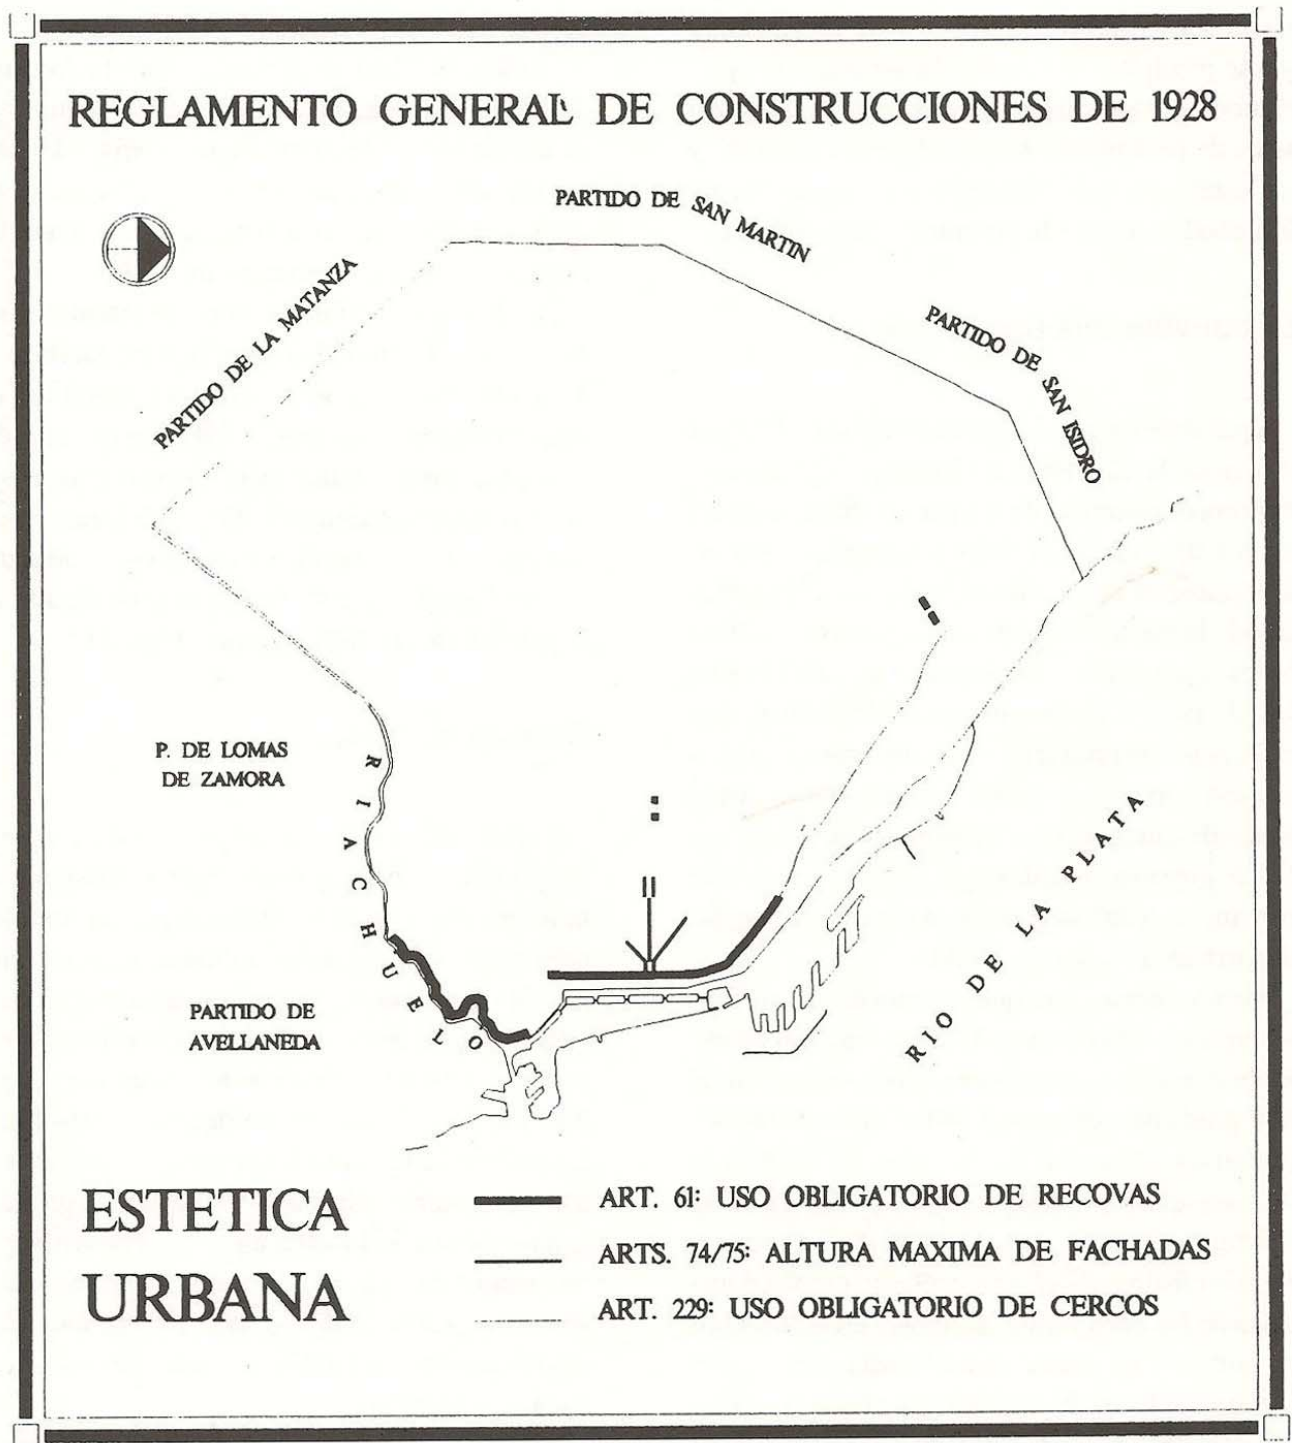 REGLAMENTO GENERAL DE CONSTRUCCIONES DE 1928
PARTIDO DE SAN MARTIN
PARTIDO DE LA MATANZA
PARTIDO DE SAN ISIDRO
P. DE LOMAS
DE ZAMORA
RIACHUELO
PARTIDO DE
AVELLANEDA
RIO DE LA PLATA
ESTETICA
URBANA
ART. 61: USO OBLIGATORIO DE RECOVAS
ARTS. 74/75: ALTURA MAXIMA DE FACHADAS
ART. 229: USO OBLIGATORIO DE CERCOS